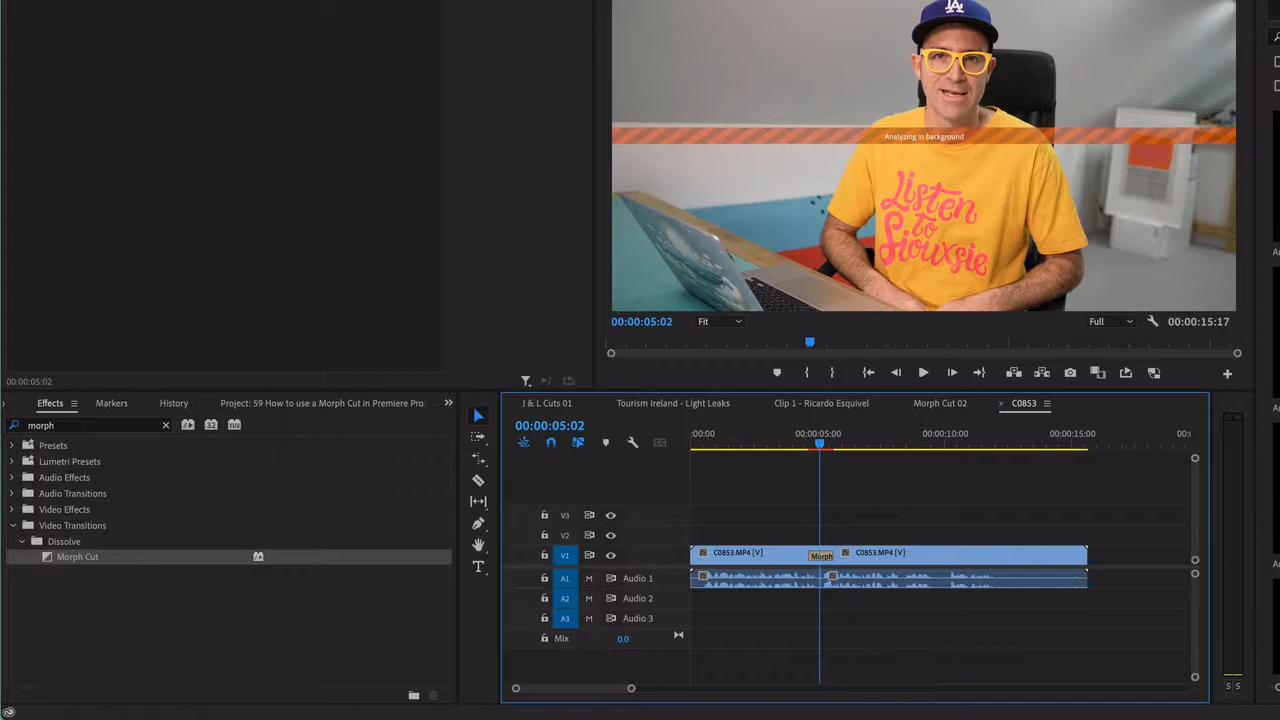 LA
Analyzing in background
Listen
to
Siouxsie
00:00:05:02
Fit
Full
00:00:15:17
00:00:05:02
Effects
Markers
History
Project: 59 How to use a Morph Cut in Premiere Pro
morph
32
Presets
Lumetri Presets
Audio Effects
Audio Transitions
Video Effects
Video Transitions
Dissolve
Morph Cut
J & L Cuts 01
Tourism Ireland - Light Leaks
Clip 1 - Ricardo Esquivel
Morph Cut 02
× C0853
00:00:05:02
:00:00
00:00:05:00
00:00:10:00
00:00:15:00
00:
V3
V2
V1
C0853.MP4 [V]
Morph
C0853.MP4 [V]
A1 M Audio 1
A2 M Audio 2
A3 M Audio 3
Mix 0.0
S S